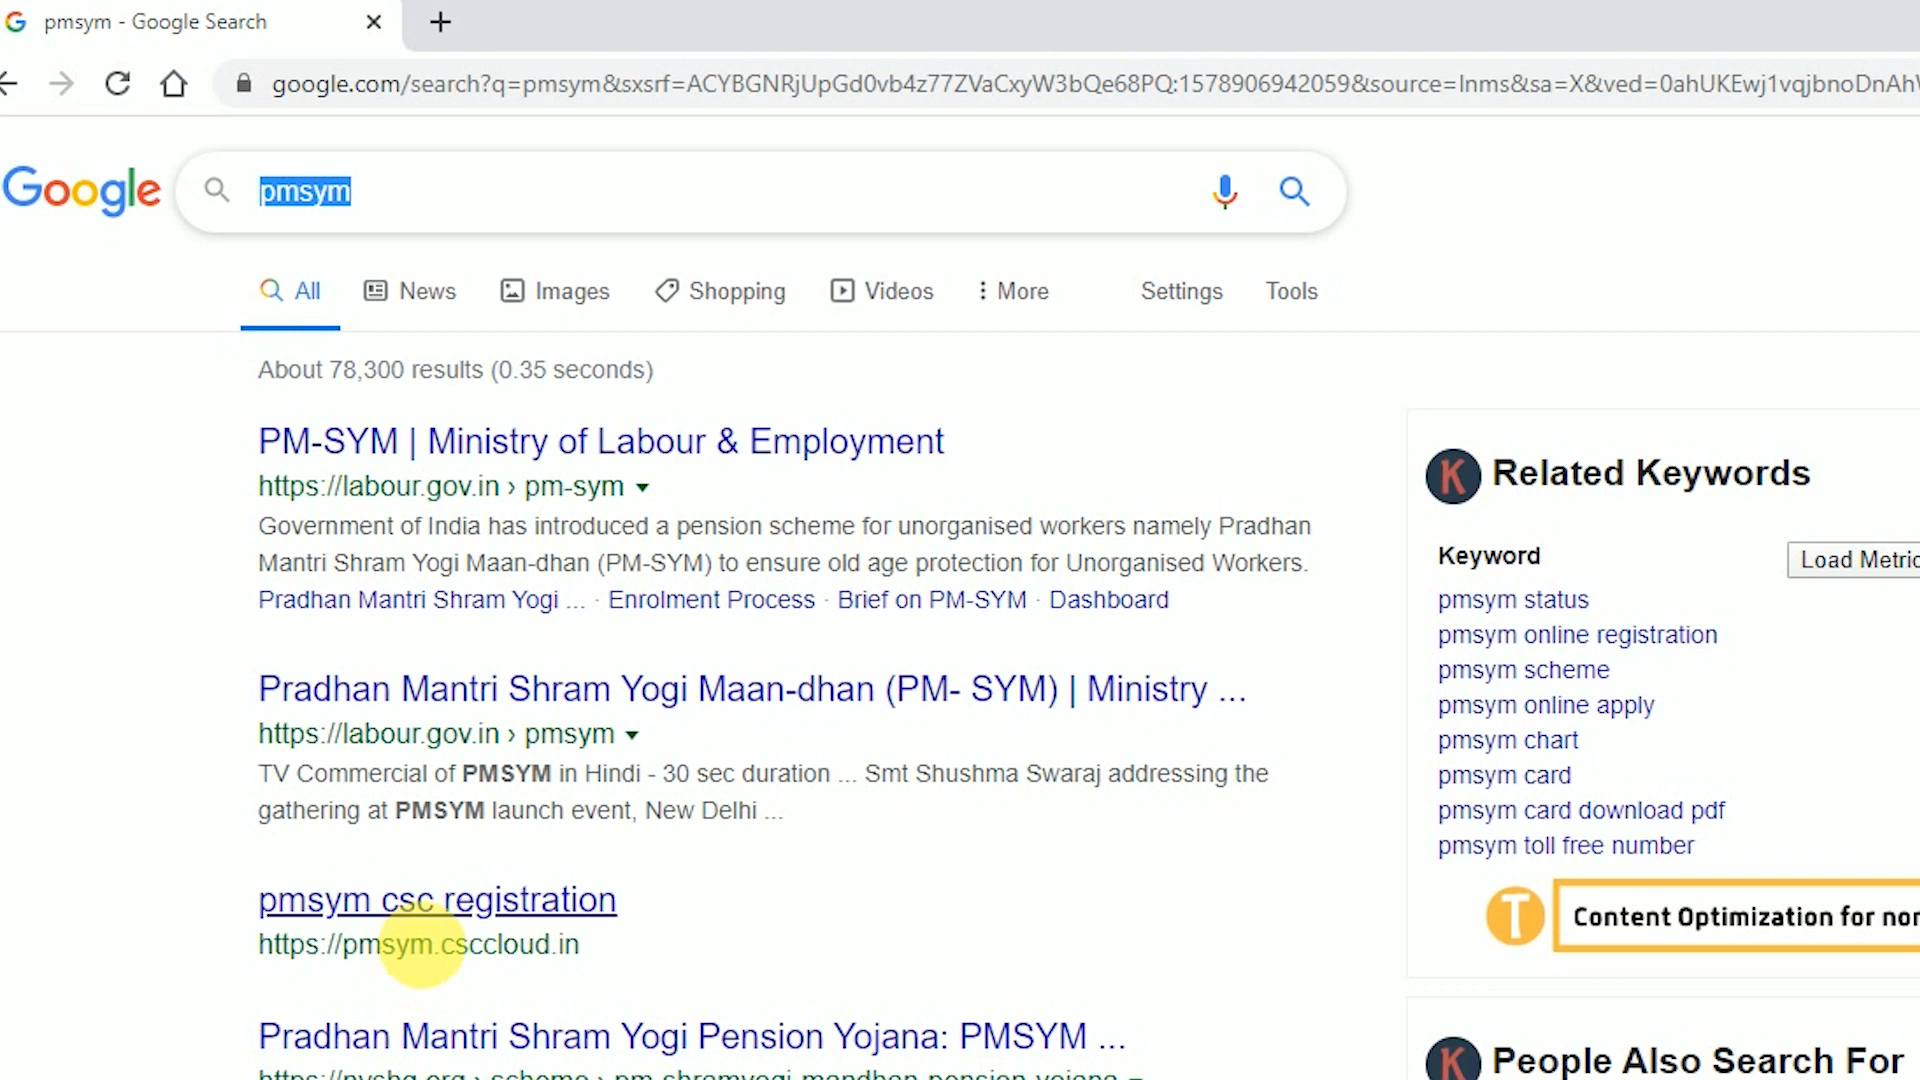 pmsym - Google Search
google.com/search?q=pmsym&sxsrf=ACYBGNRjUpGd0vb4z77ZVaCxyW3bQe68PQ:1578906942059&source=lnms&sa=X&ved=0ahUKEwj1vqjbnoDnAh
Google
pmsym
All News Images Shopping Videos More Settings Tools
About 78,300 results (0.35 seconds)
PM-SYM | Ministry of Labour & Employment
https://labour.gov.in › pm-sym
Government of India has introduced a pension scheme for unorganised workers namely Pradhan
Mantri Shram Yogi Maan-dhan (PM-SYM) to ensure old age protection for Unorganised Workers.
Pradhan Mantri Shram Yogi ... · Enrolment Process · Brief on PM-SYM · Dashboard
Pradhan Mantri Shram Yogi Maan-dhan (PM- SYM) | Ministry ...
https://labour.gov.in › pmsym
TV Commercial of PMSYM in Hindi - 30 sec duration ... Smt Shushma Swaraj addressing the
gathering at PMSYM launch event, New Delhi ...
pmsym csc registration
https://pmsym.csccloud.in
Pradhan Mantri Shram Yogi Pension Yojana: PMSYM ...
K Related Keywords
Keyword
Load Metric
pmsym status
pmsym online registration
pmsym scheme
pmsym online apply
pmsym chart
pmsym card
pmsym card download pdf
pmsym toll free number
T Content Optimization for
K People Also Search For